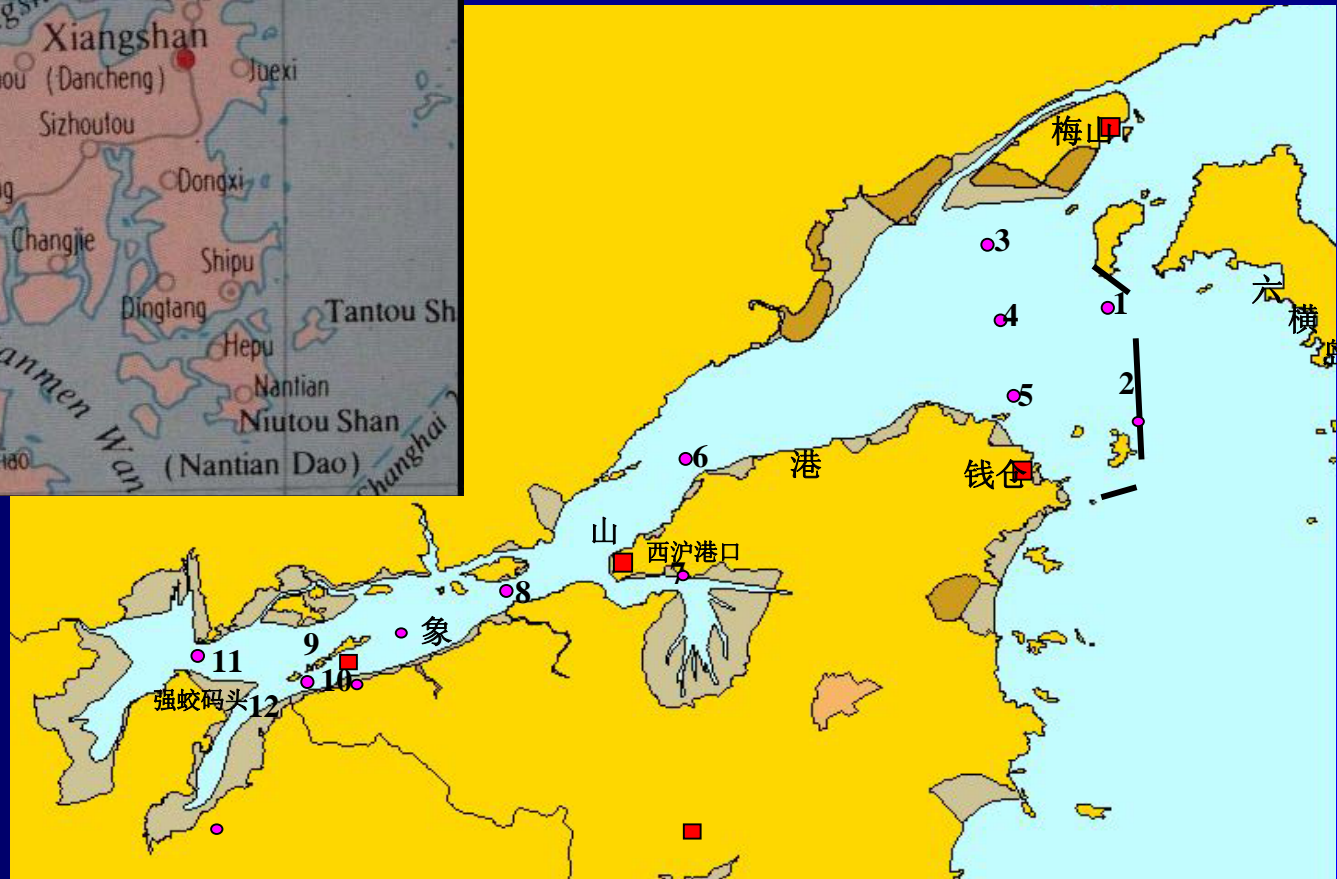 Xiangshan
(Dancheng)
Juexi
Sizhoutou
Dongxi
Changjie
Shipu
Dingtang
Tantou Sh
Hepu
Nantian
Niutou Shan
(Nantian Dao)
Shanghai
梅山
3
六
1
4
横
2
5
6
港
钱仓
山
西沪港口
7
8
象
9
11
10
强蛟码头
12